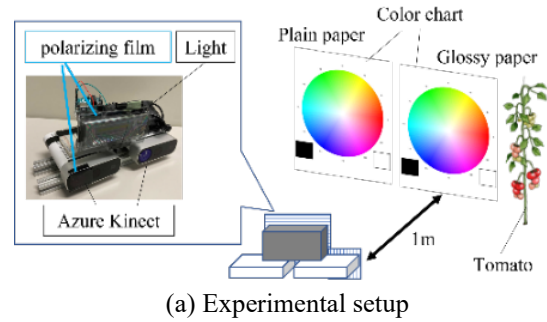 polarizing film
Light
Azure Kinect
Plain paper
Color chart
Glossy paper
1m
Tomato
(a) Experimental setup